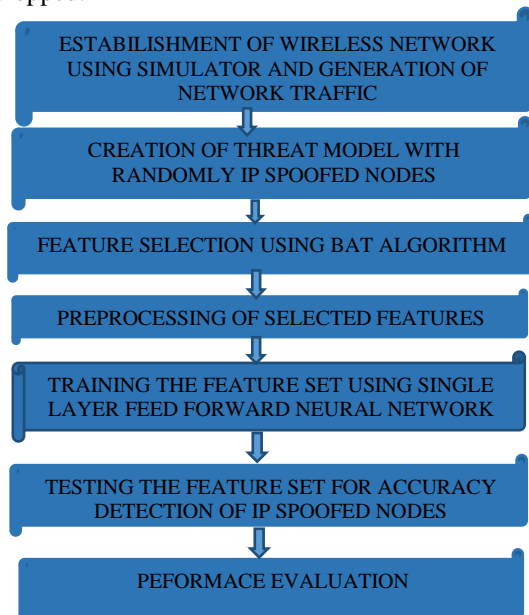 ESTABILISHMENT OF WIRELESS NETWORK
USING SIMULATOR AND GENERATION OF
NETWORK TRAFFIC
CREATION OF THREAT MODEL WITH
RANDOMLY IP SPOOFED NODES
FEATURE SELECTION USING BAT ALGORITHM
PREPROCESSING OF SELECTED FEATURES
TRAINING THE FEATURE SET USING SINGLE
LAYER FEED FORWARD NEURAL NETWORK
TESTING THE FEATURE SET FOR ACCURACY
DETECTION OF IP SPOOFED NODES
PEFORMACE EVALUATION